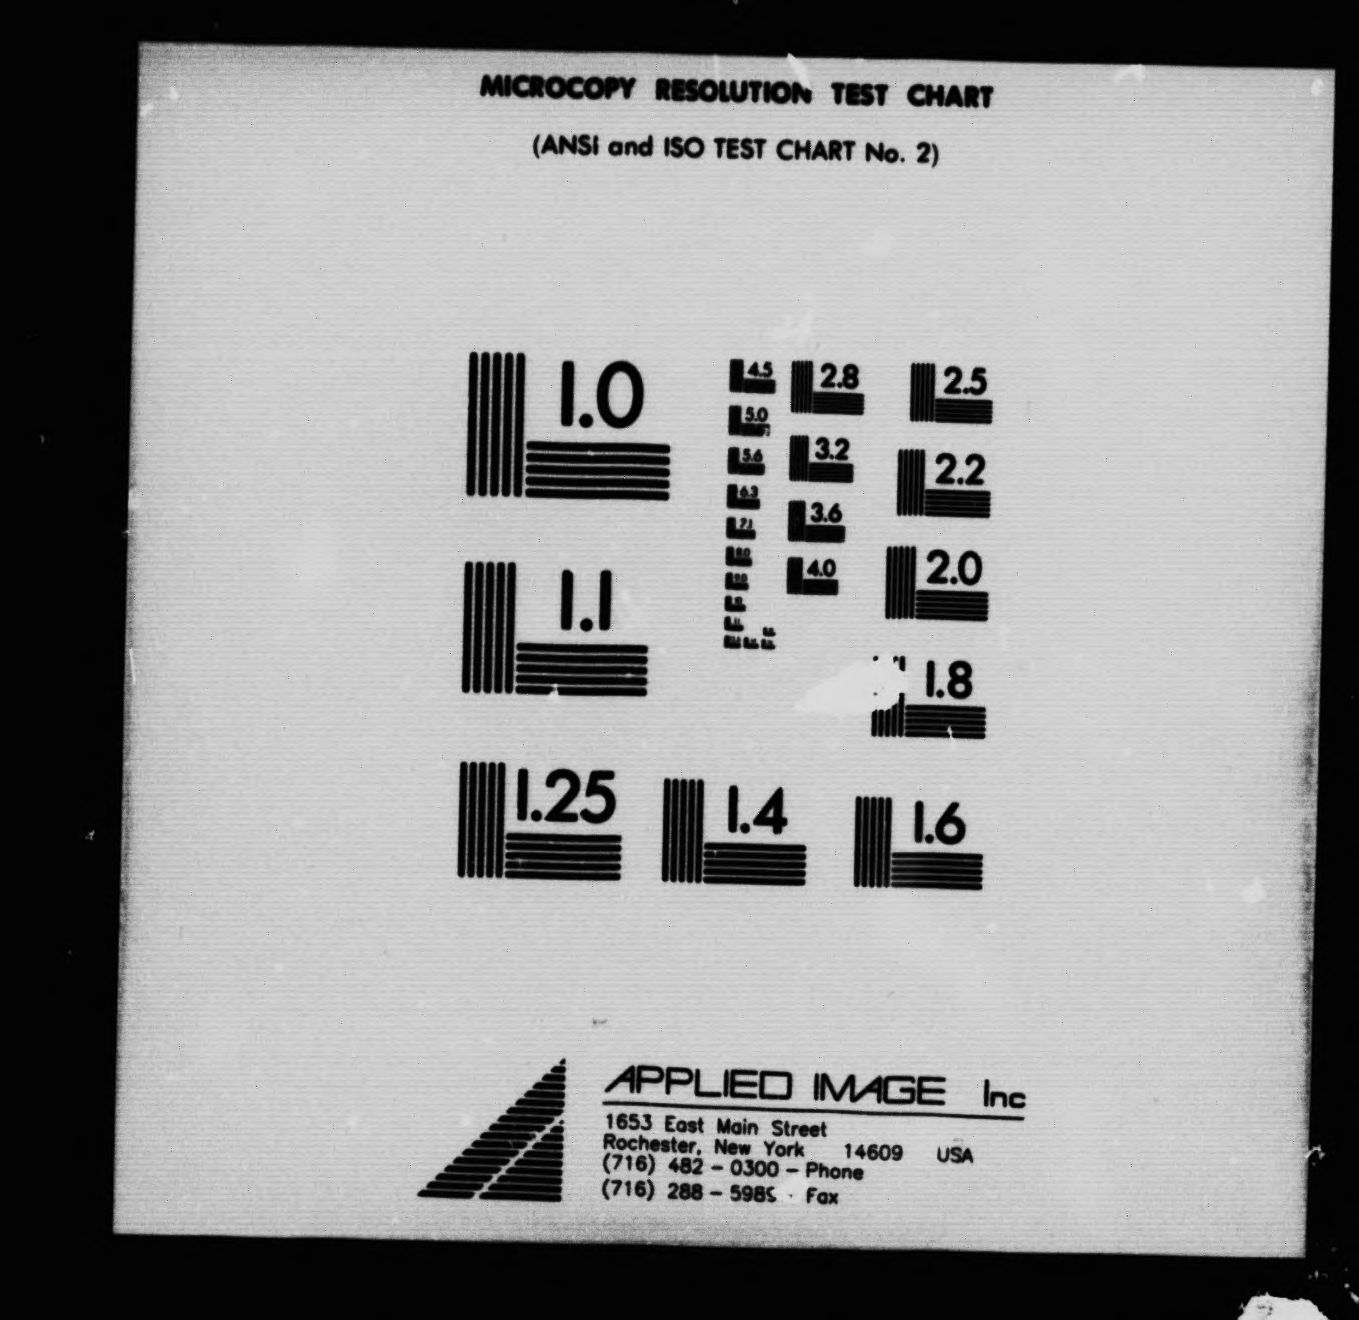 MICROCOPY RESOLUTION TEST CHART
(ANSI and ISO TEST CHART No. 2)
1.0
1.1
1.25
1.4
1.6
1.8
2.0
2.2
2.5
2.8
3.2
3.6
4.0
4.5
5.0
5.6
6.3
7.1
APPLIED IMAGE Inc
1653 East Main Street
Rochester, New York 14609 USA
(716) 482 - 0300 - Phone
(716) 288 - 5989 - Fax